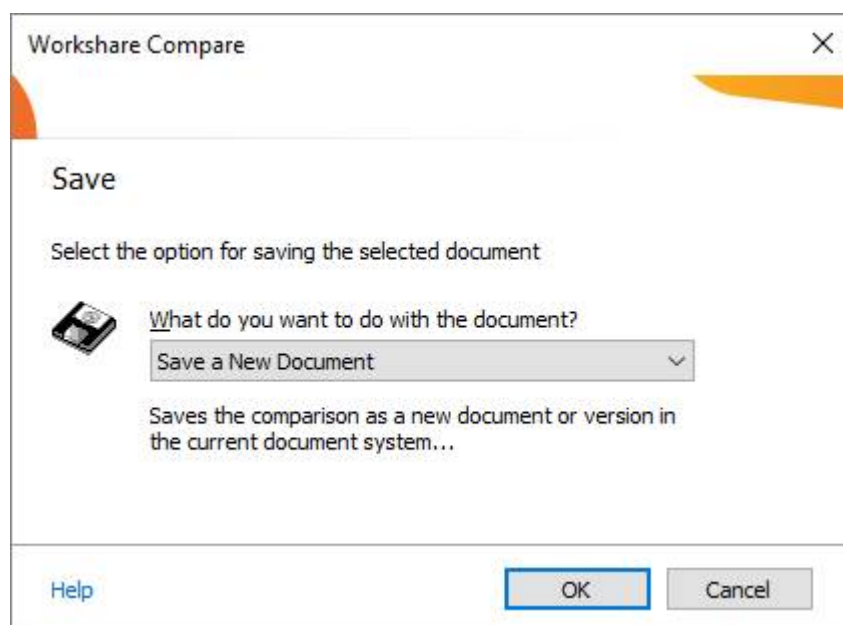 Workshare Compare
Save
Select the option for saving the selected document
What do you want to do with the document?
Save a New Document
Saves the comparison as a new document or version in
the current document system...
Help
OK
Cancel